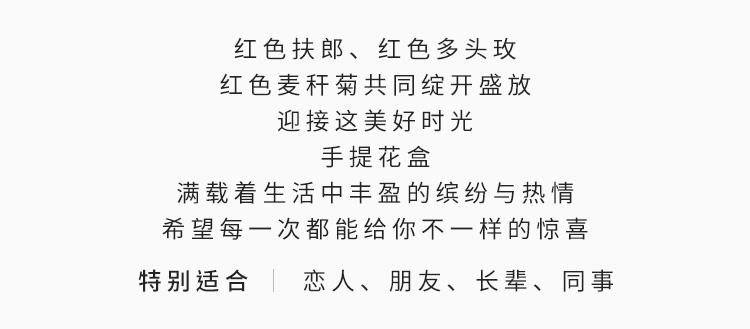 红色扶郎、红色多头玫
红色麦秆菊共同绽开盛放
迎接这美好时光
手提花盒
满载着生活中丰盈的缤纷与热情
希望每一次都能给你不一样的惊喜
特别适合 | 恋人、朋友、长辈、同事